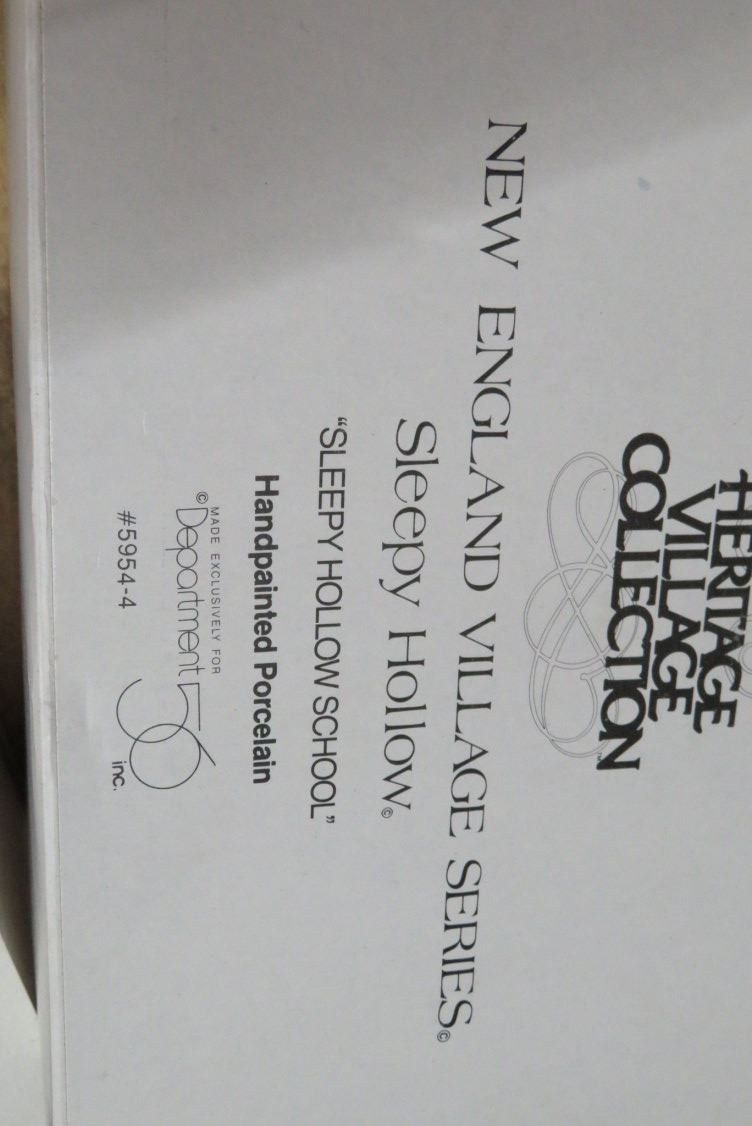 HERITAGE
VILLAGE
COLLECTION™
NEW ENGLAND VILLAGE SERIES©
Sleepy Hollow©
"SLEEPY HOLLOW SCHOOL"
Handpainted Porcelain
MADE EXCLUSIVELY FOR
© Department 56 inc.
#5954-4